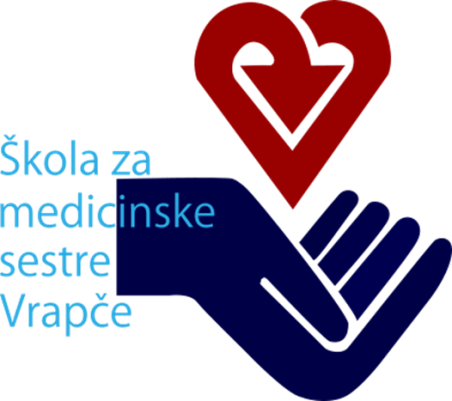 Škola za
medicinske
sestre
Vrapče